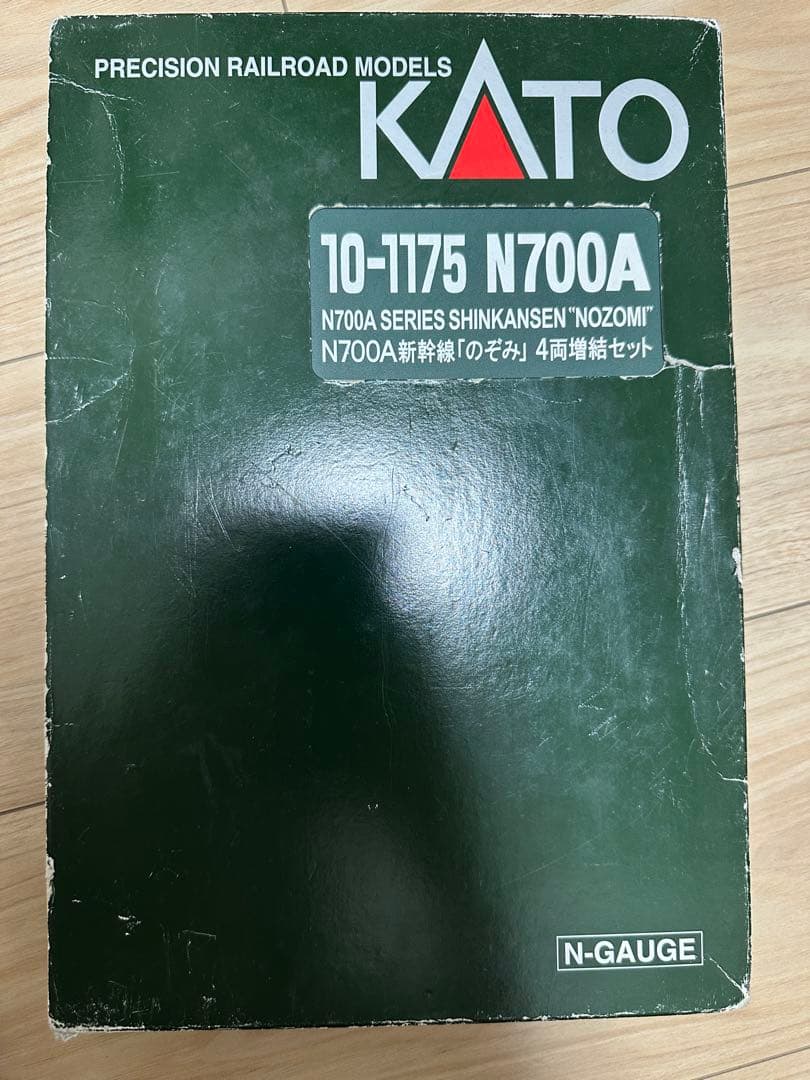 PRECISION RAILROAD MODELS
KATO
10-1175 N700A
N700A SERIES SHINKANSEN "NOZOMI"
N700A新幹線「のぞみ」 4両増結セット
N-GAUGE